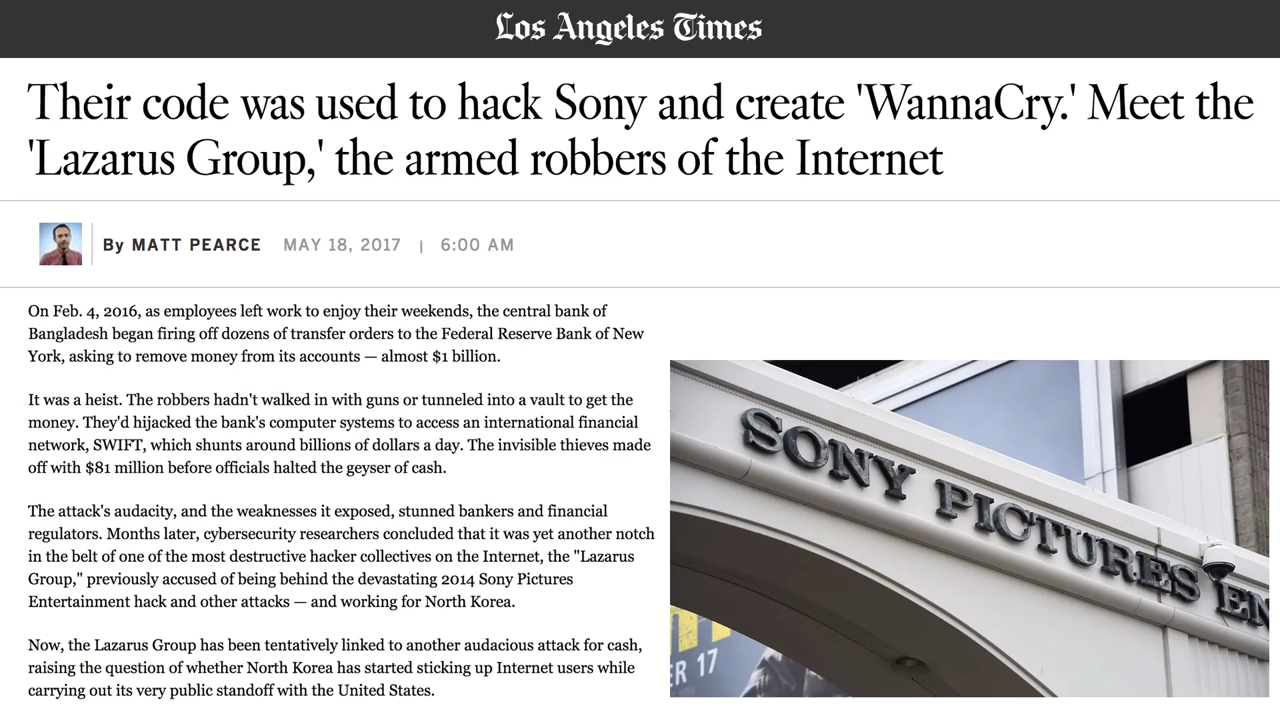 Los Angeles Times
Their code was used to hack Sony and create 'WannaCry.' Meet the
'Lazarus Group,' the armed robbers of the Internet
By MATT PEARCE MAY 18, 2017 | 6:00 AM
On Feb. 4, 2016, as employees left work to enjoy their weekends, the central bank of
Bangladesh began firing off dozens of transfer orders to the Federal Reserve Bank of New
York, asking to remove money from its accounts — almost $1 billion.
It was a heist. The robbers hadn't walked in with guns or tunneled into a vault to get the
money. They'd hijacked the bank's computer systems to access an international financial
network, SWIFT, which shunts around billions of dollars a day. The invisible thieves made
off with $81 million before officials halted the geyser of cash.
The attack's audacity, and the weaknesses it exposed, stunned bankers and financial
regulators. Months later, cybersecurity researchers concluded that it was yet another notch
in the belt of one of the most destructive hacker collectives on the Internet, the "Lazarus
Group," previously accused of being behind the devastating 2014 Sony Pictures
Entertainment hack and other attacks — and working for North Korea.
Now, the Lazarus Group has been tentatively linked to another audacious attack for cash,
raising the question of whether North Korea has started sticking up Internet users while
carrying out its very public standoff with the United States.
SONY PICTURES EN
ER 17